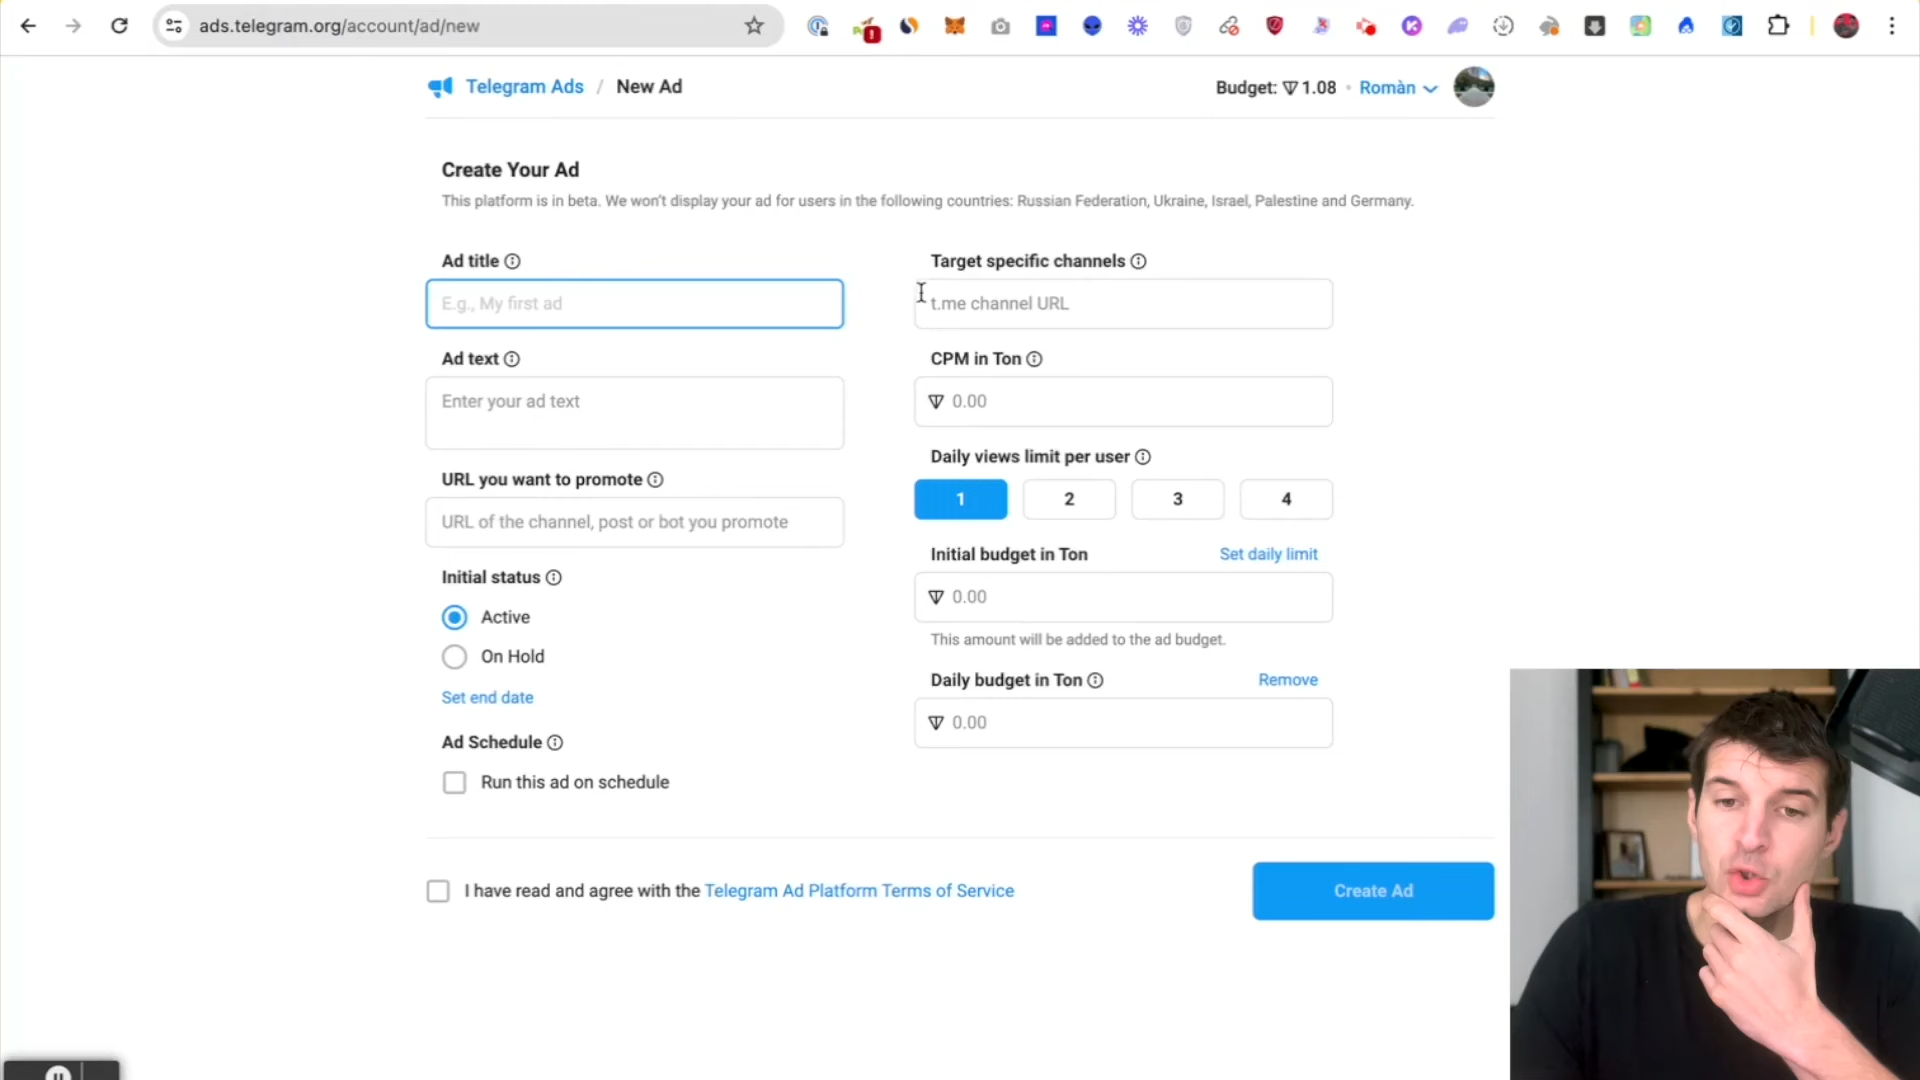 ads.telegram.org/account/ad/new
Telegram Ads / New Ad
Budget: 1.08 • Romàn
Create Your Ad
This platform is in beta. We won't display your ad for users in the following countries: Russian Federation, Ukraine, Israel, Palestine and Germany.
Ad title
E.g., My first ad
Ad text
Enter your ad text
URL you want to promote
URL of the channel, post or bot you promote
Initial status
Active
On Hold
Set end date
Ad Schedule
Run this ad on schedule
Target specific channels
t.me channel URL
CPM in Ton
0.00
Daily views limit per user
1 2 3 4
Initial budget in Ton Set daily limit
0.00
This amount will be added to the ad budget.
Daily budget in Ton Remove
0.00
I have read and agree with the Telegram Ad Platform Terms of Service
Create Ad